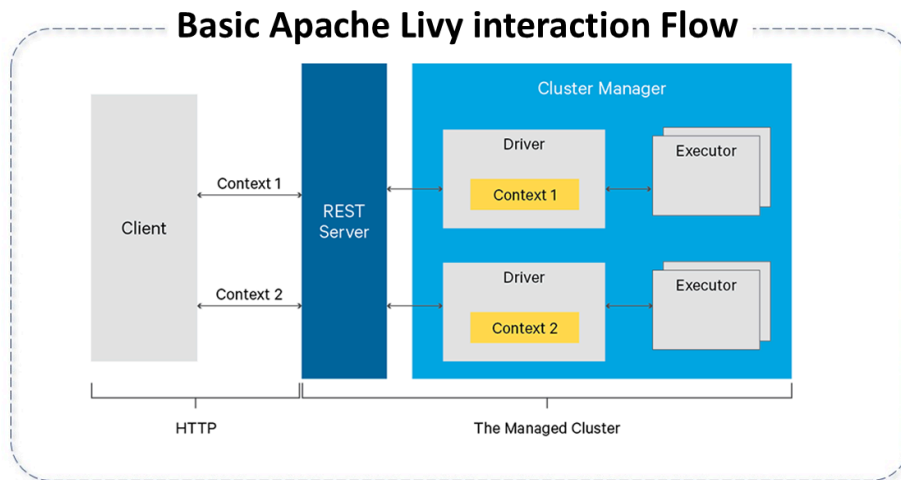 Basic Apache Livy interaction Flow
Cluster Manager
Client
Context 1
Context 2
REST
Server
Driver
Context 1
Executor
Driver
Context 2
Executor
HTTP
The Managed Cluster